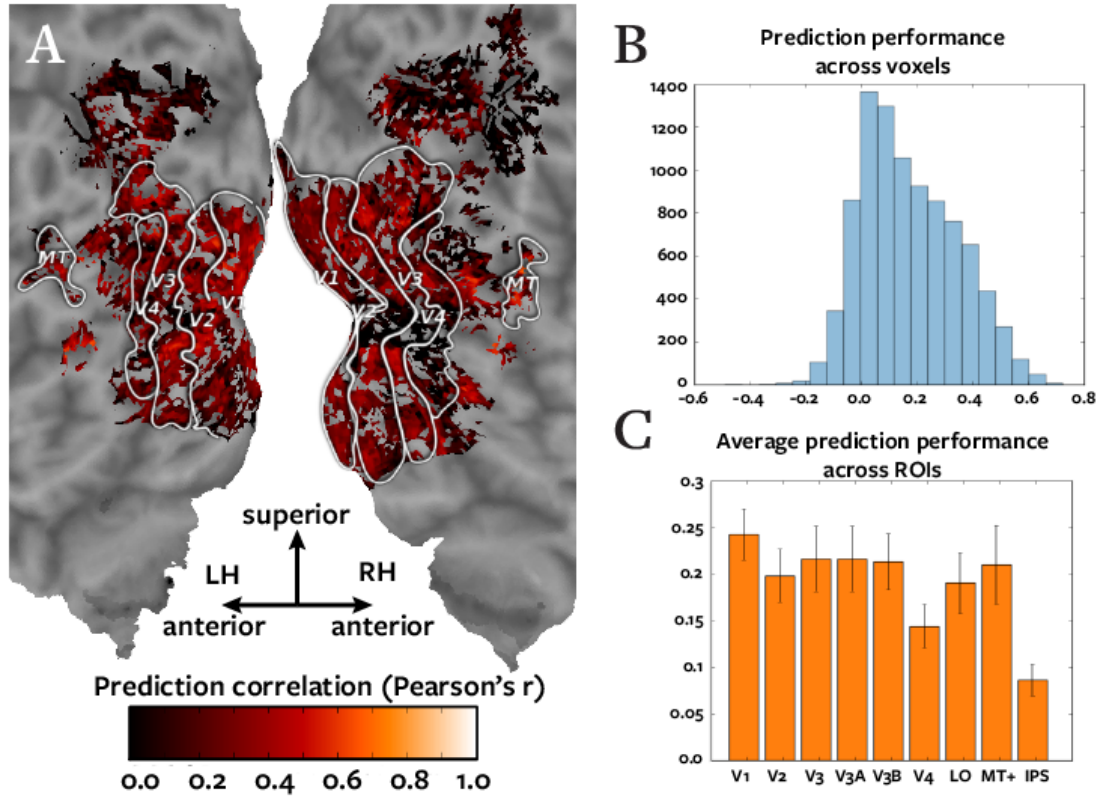 A
MT
V3
V4
V2
V1
V1
V2
V3
V4
MT
superior
LH
RH
anterior
anterior
Prediction correlation (Pearson's r)
0.0 0.2 0.4 0.6 0.8 1.0
B
Prediction performance
across voxels
1400
1200
1000
800
600
400
200
0
-0.6 -0.4 -0.2 0.0 0.2 0.4 0.6 0.8
C
Average prediction performance
across ROIs
0.3
0.25
0.2
0.15
0.1
0.05
0.0
V1 V2 V3 V3A V3B V4 LO MT+ IPS